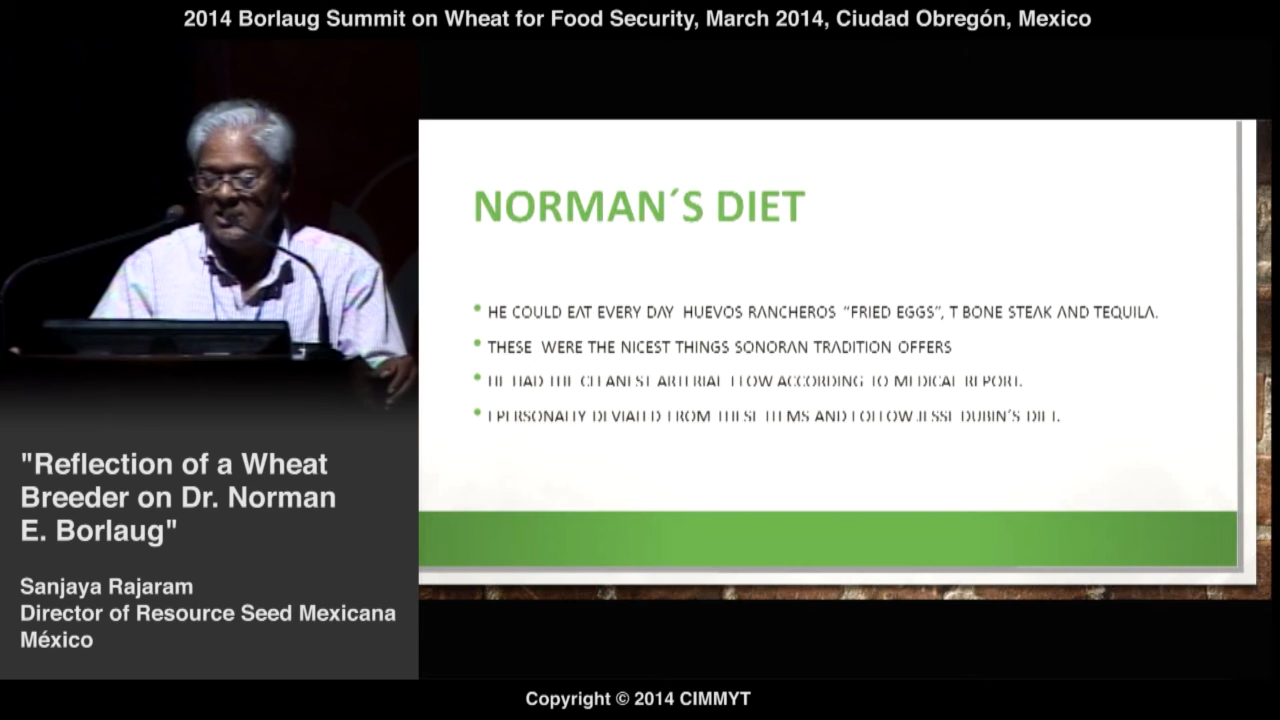 2014 Borlaug Summit on Wheat for Food Security, March 2014, Ciudad Obregón, Mexico
NORMAN´S DIET
• HE COULD EAT EVERY DAY HUEVOS RANCHEROS “FRIED EGGS”, T BONE STEAK AND TEQUILA.
• THESE WERE THE NICEST THINGS SONORAN TRADITION OFFERS
• HE HAD THE CLEANEST ARTERIAL FLOW ACCORDING TO MEDICAL REPORT.
• I PERSONALLY DEVIATED FROM THESE ITEMS AND FOLLOW JESSE DUBIN´S DIET.
"Reflection of a Wheat
Breeder on Dr. Norman
E. Borlaug"
Sanjaya Rajaram
Director of Resource Seed Mexicana
México
Copyright © 2014 CIMMYT